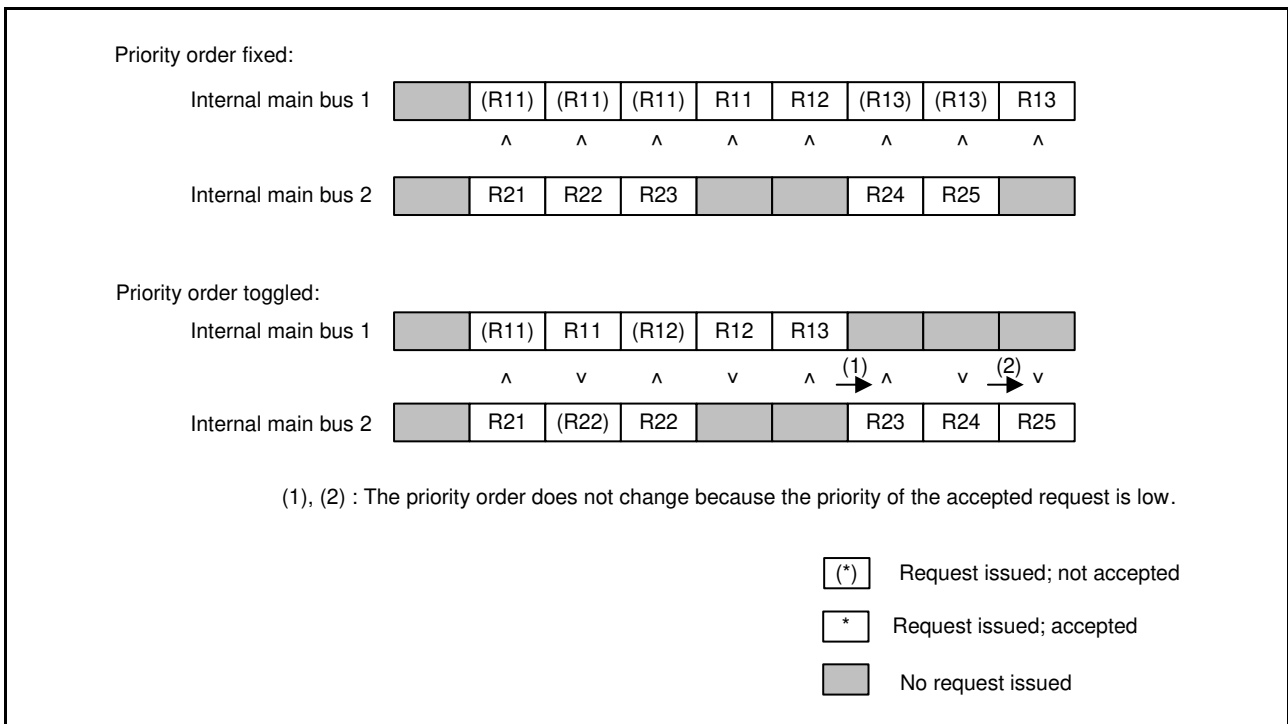 Priority order fixed:
Internal main bus 1 (R11) (R11) (R11) R11 R12 (R13) (R13) R13
^ ^ ^ ^ ^ ^ ^ ^
Internal main bus 2 R21 R22 R23 R24 R25
Priority order toggled:
Internal main bus 1 (R11) R11 (R12) R12 R13
^ v ^ v ^ (1) ^ v (2) v
Internal main bus 2 R21 (R22) R22 R23 R24 R25
(1), (2) : The priority order does not change because the priority of the accepted request is low.
(*) Request issued; not accepted
* Request issued; accepted
No request issued